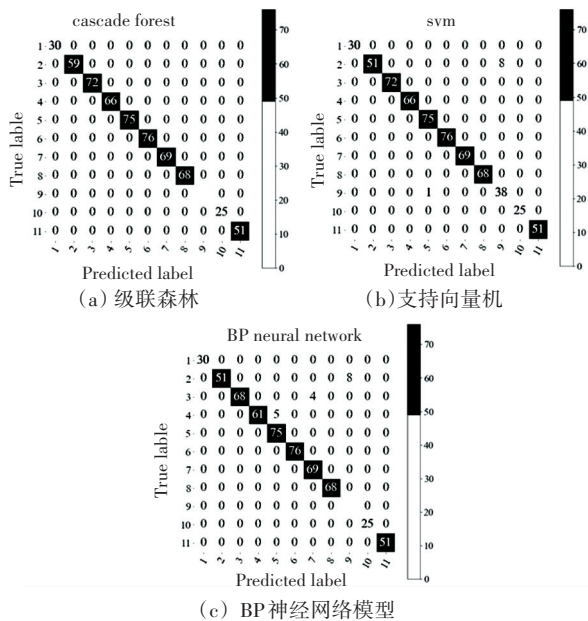 cascade forest
True lable
1 30 0 0 0 0 0 0 0 0 0 0
2 0 59 0 0 0 0 0 0 0 0 0
3 0 0 72 0 0 0 0 0 0 0 0
4 0 0 0 66 0 0 0 0 0 0 0
5 0 0 0 0 75 0 0 0 0 0 0
6 0 0 0 0 0 76 0 0 0 0 0
7 0 0 0 0 0 0 69 0 0 0 0
8 0 0 0 0 0 0 0 68 0 0 0
9 0 0 0 0 0 0 0 0 0 0
10 0 0 0 0 0 0 0 0 0 25 0
11 0 0 0 0 0 0 0 0 0 0 51
1 2 3 4 5 6 7 8 9 10 11
Predicted label
70
60
50
40
30
20
10
0
(a) 级联森林
svm
True lable
1 30 0 0 0 0 0 0 0 0 0 0
2 0 51 0 0 0 0 0 0 8 0 0
3 0 0 72 0 0 0 0 0 0 0 0
4 0 0 0 66 0 0 0 0 0 0 0
5 0 0 0 0 75 0 0 0 0 0 0
6 0 0 0 0 0 76 0 0 0 0 0
7 0 0 0 0 0 0 69 0 0 0 0
8 0 0 0 0 0 0 0 68 0 0 0
9 0 0 0 0 1 0 0 0 38 0 0
10 0 0 0 0 0 0 0 0 0 25 0
11 0 0 0 0 0 0 0 0 0 0 51
1 2 3 4 5 6 7 8 9 10 11
Predicted label
70
60
50
40
30
20
10
0
(b)支持向量机
BP neural network
True lable
1 30 0 0 0 0 0 0 0 0 0 0
2 0 51 0 0 0 0 0 0 8 0 0
3 0 0 68 0 0 0 4 0 0 0 0
4 0 0 0 61 5 0 0 0 0 0 0
5 0 0 0 0 75 0 0 0 0 0 0
6 0 0 0 0 0 76 0 0 0 0 0
7 0 0 0 0 0 0 69 0 0 0 0
8 0 0 0 0 0 0 0 68 0 0 0
9 0 0 0 0 0 0 0 0 0 0
10 0 0 0 0 0 0 0 0 0 25 0
11 0 0 0 0 0 0 0 0 0 0 51
1 2 3 4 5 6 7 8 9 10 11
Predicted label
70
60
50
40
30
20
10
0
(c) BP神经网络模型